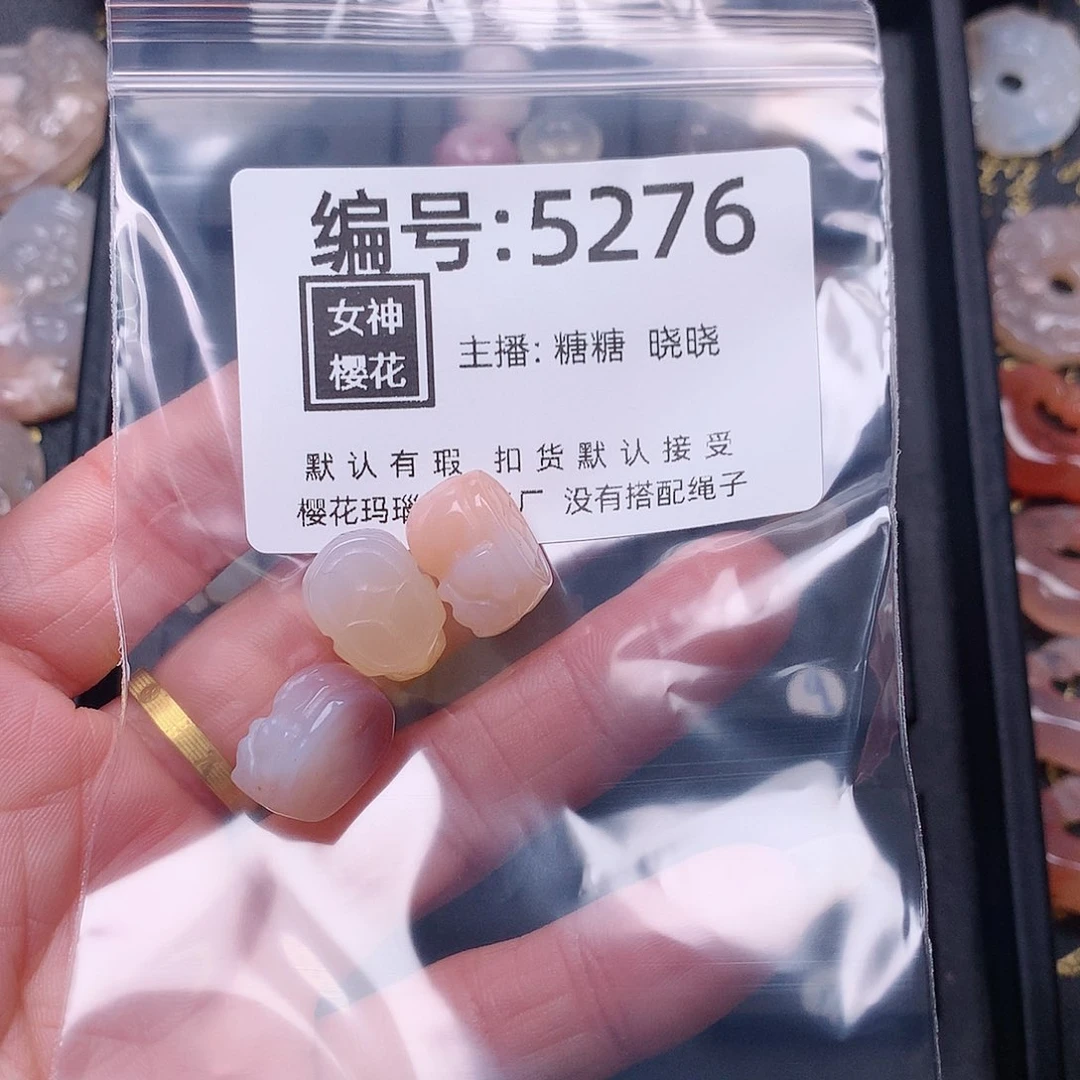 编号:5276
女神
樱花
主播: 糖糖 晓晓
默认有瑕 扣货默认接受
樱花玛瑙 厂 没有搭配绳子